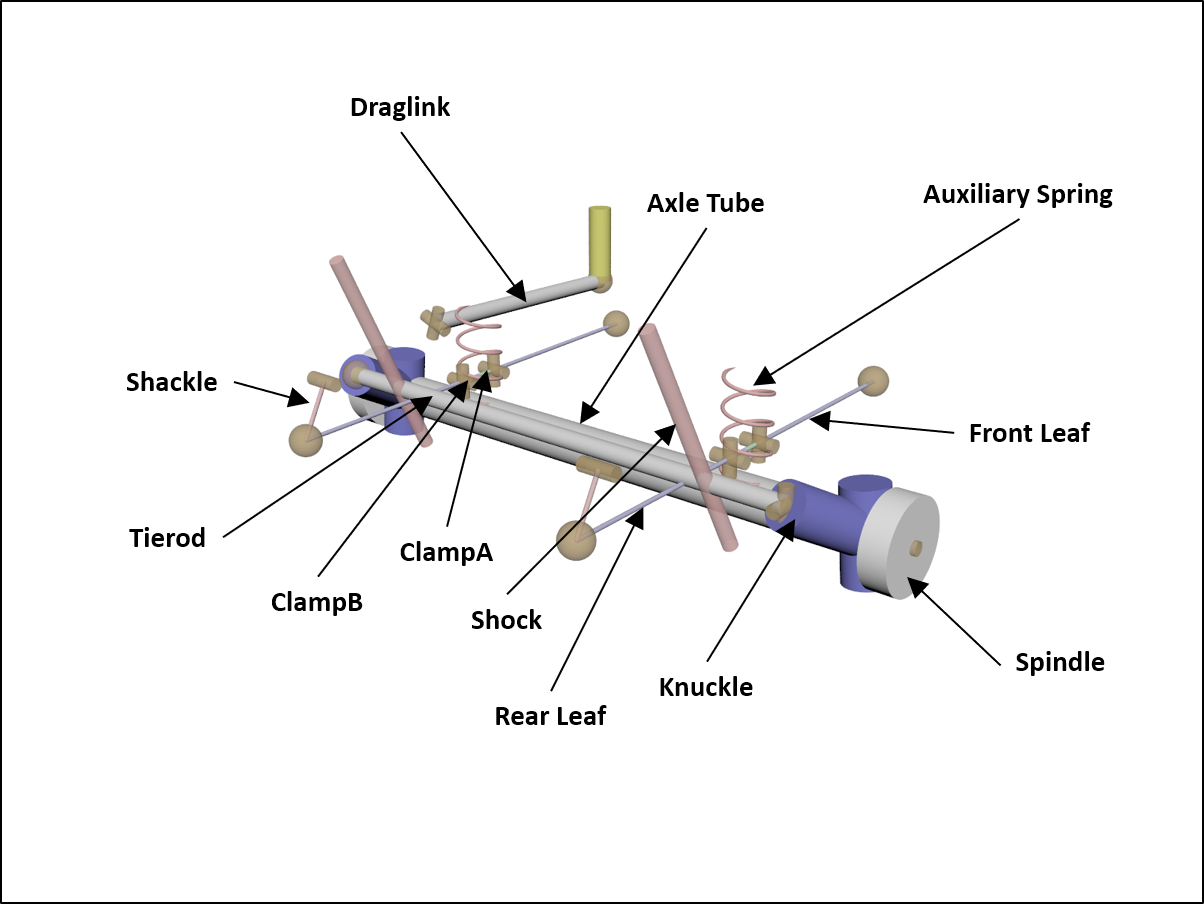 Draglink
Auxiliary Spring
Axle Tube
Shackle
Front Leaf
Tierod
ClampA
ClampB
Shock
Spindle
Knuckle
Rear Leaf